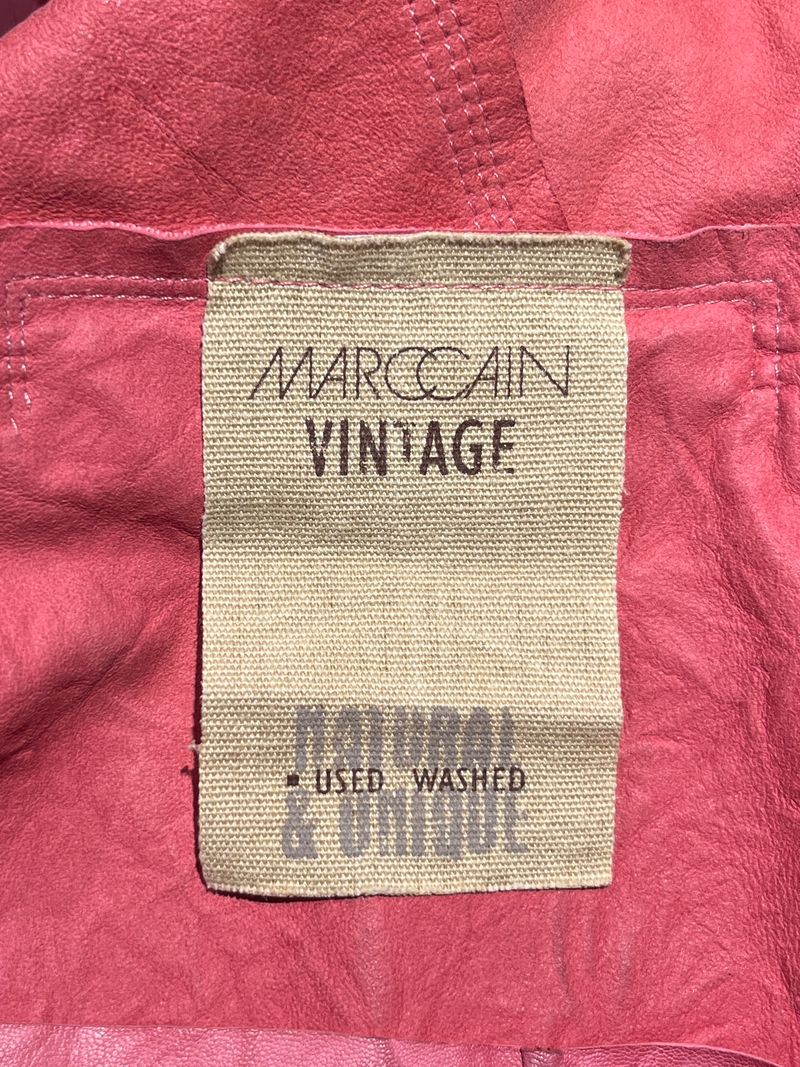 MARCCAIN
VINTAGE
NATURAL
▪ USED WASHED
& UNIQUE